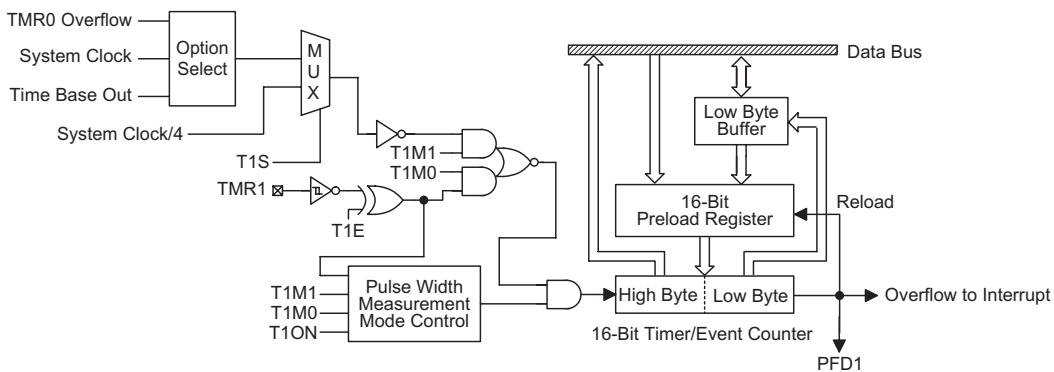 TMR0 Overflow
System Clock
Time Base Out
Option
Select
M
U
X
System Clock/4
T1S
TMR1
T1E
T1M1
T1M0
T1M1
T1M0
T1ON
Pulse Width
Measurement
Mode Control
Data Bus
Low Byte
Buffer
16-Bit
Preload Register
Reload
High Byte
Low Byte
Overflow to Interrupt
16-Bit Timer/Event Counter
PFD1